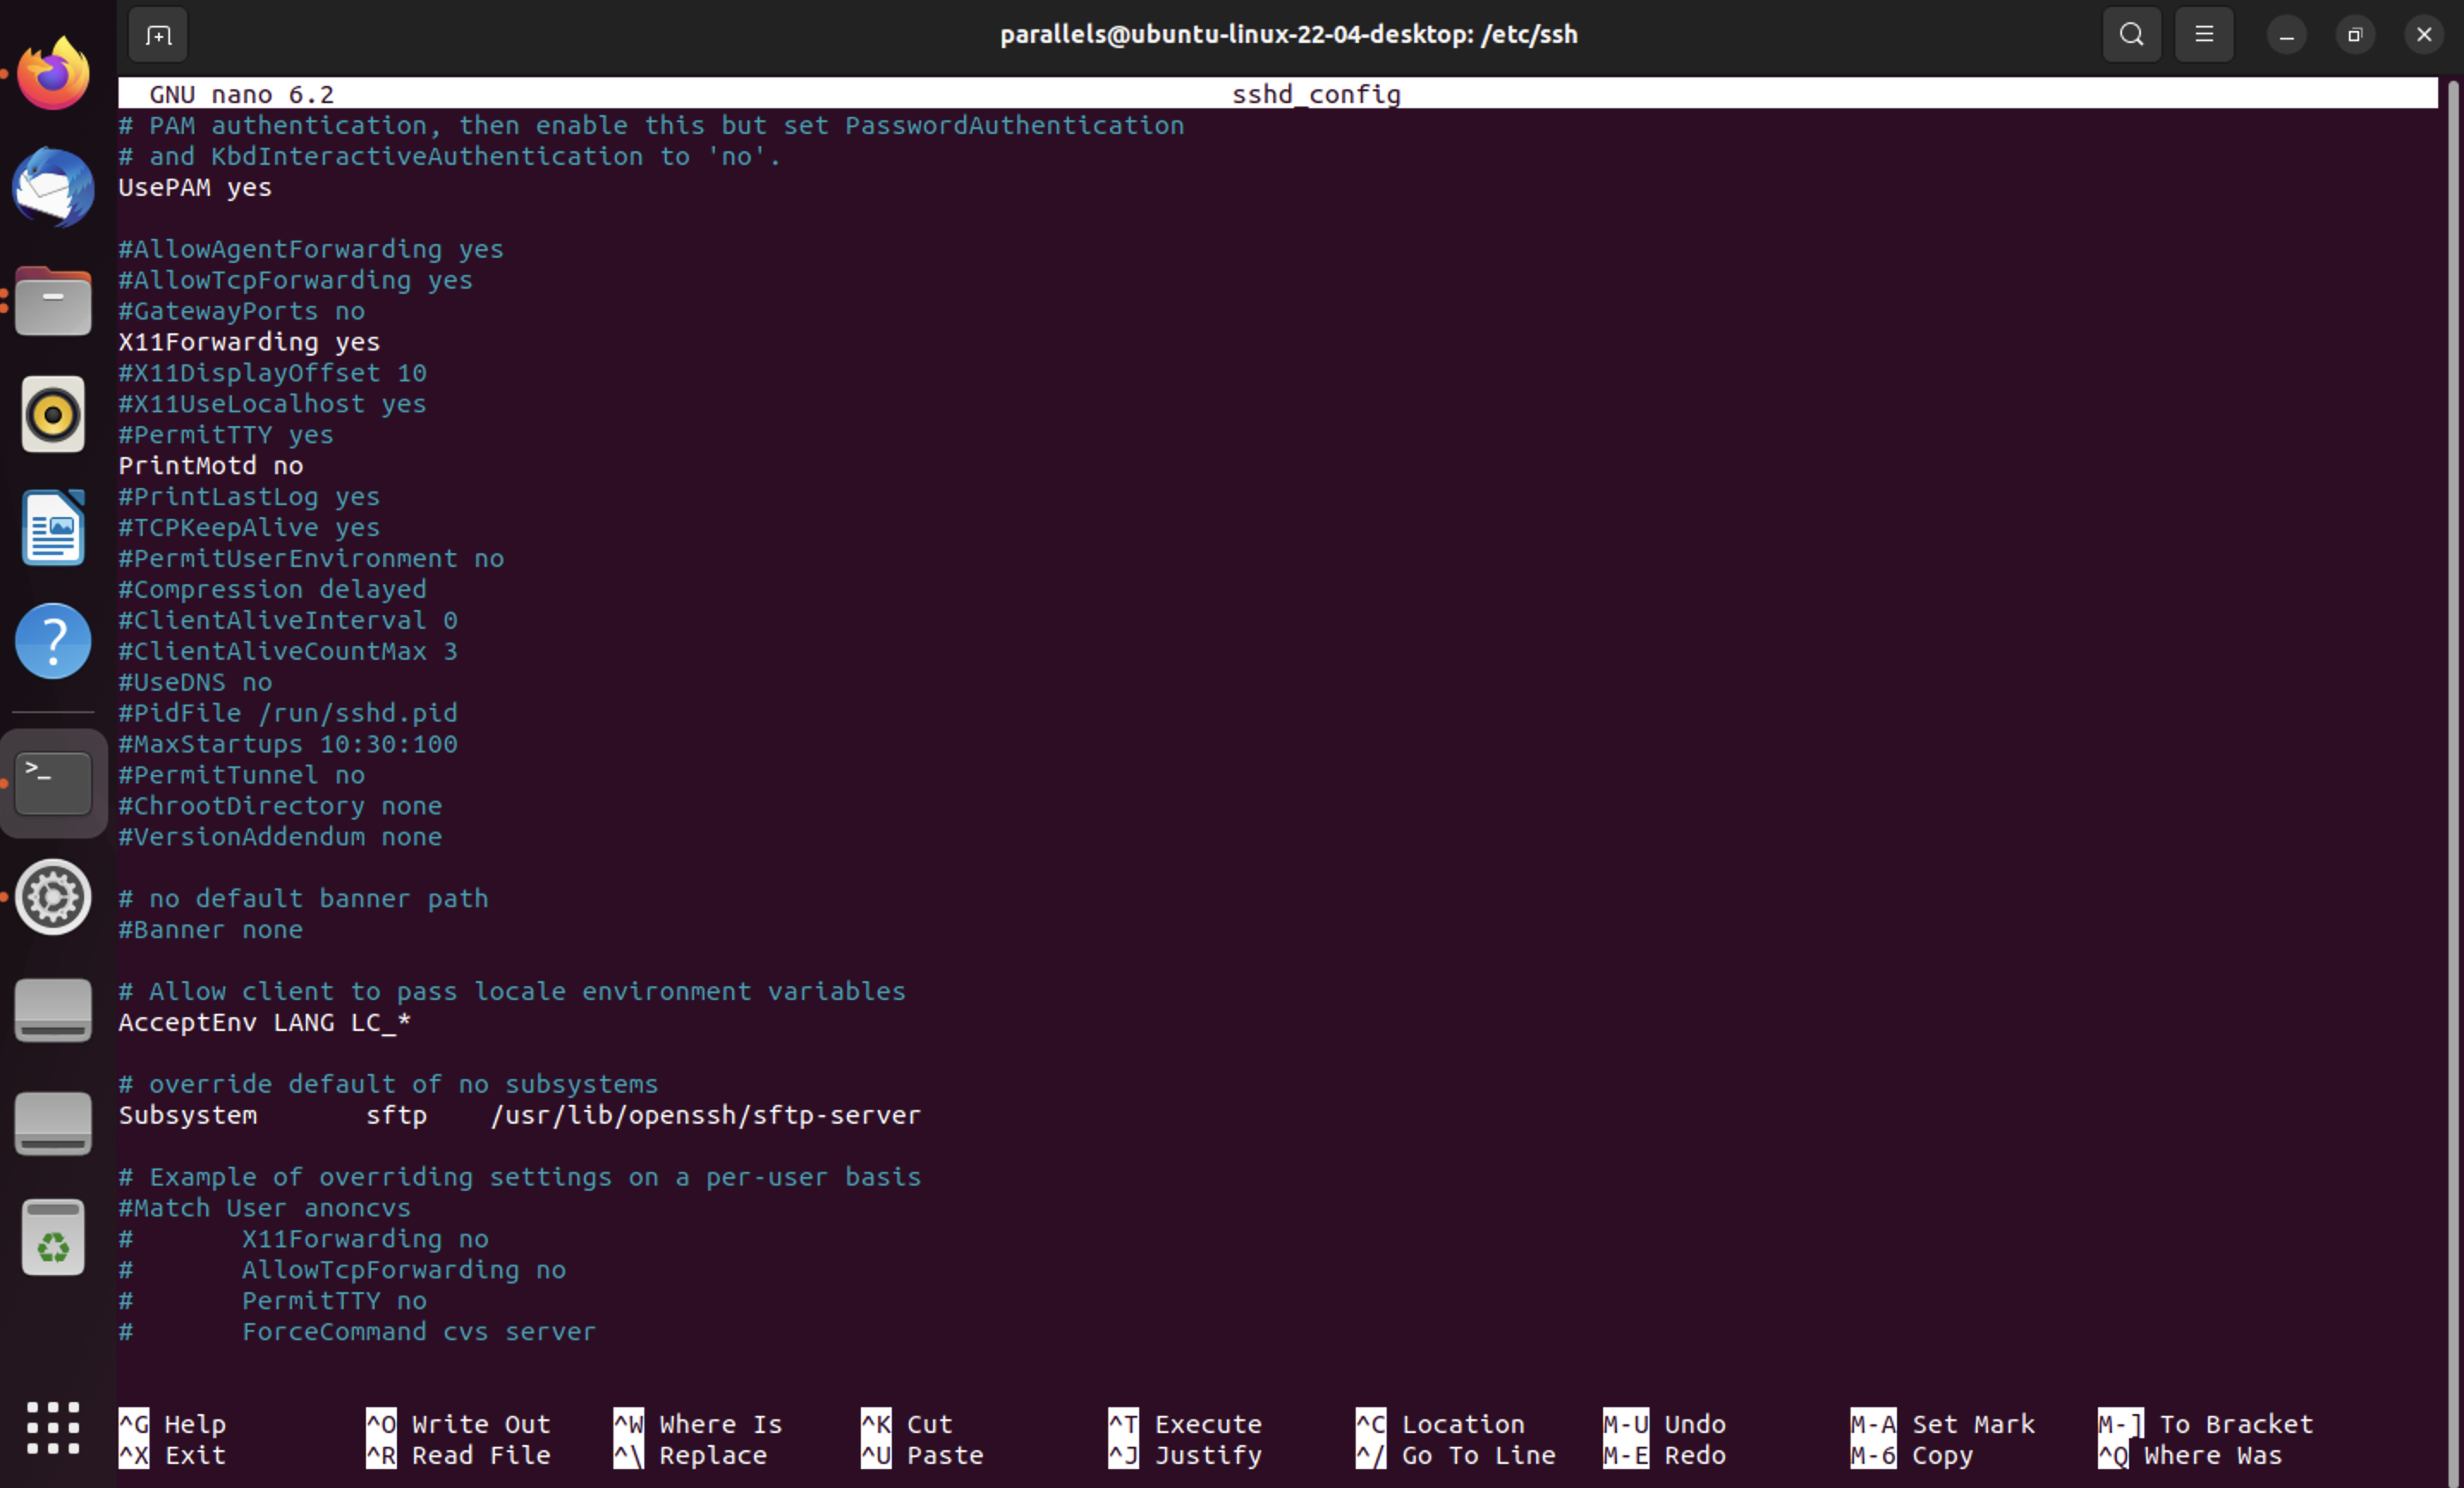 parallels@ubuntu-linux-22-04-desktop: /etc/ssh
GNU nano 6.2 sshd_config
# PAM authentication, then enable this but set PasswordAuthentication
# and KbdInteractiveAuthentication to 'no'.
UsePAM yes
#AllowAgentForwarding yes
#AllowTcpForwarding yes
#GatewayPorts no
X11Forwarding yes
#X11DisplayOffset 10
#X11UseLocalhost yes
#PermitTTY yes
PrintMotd no
#PrintLastLog yes
#TCPKeepAlive yes
#PermitUserEnvironment no
#Compression delayed
#ClientAliveInterval 0
#ClientAliveCountMax 3
#UseDNS no
#PidFile /run/sshd.pid
#MaxStartups 10:30:100
#PermitTunnel no
#ChrootDirectory none
#VersionAddendum none
# no default banner path
#Banner none
# Allow client to pass locale environment variables
AcceptEnv LANG LC_*
# override default of no subsystems
Subsystem sftp /usr/lib/openssh/sftp-server
# Example of overriding settings on a per-user basis
#Match User anoncvs
# X11Forwarding no
# AllowTcpForwarding no
# PermitTTY no
# ForceCommand cvs server
^G Help ^O Write Out ^W Where Is ^K Cut ^T Execute ^C Location M-U Undo M-A Set Mark M-] To Bracket
^X Exit ^R Read File ^\ Replace ^U Paste ^J Justify ^/ Go To Line M-E Redo M-6 Copy ^Q Where Was